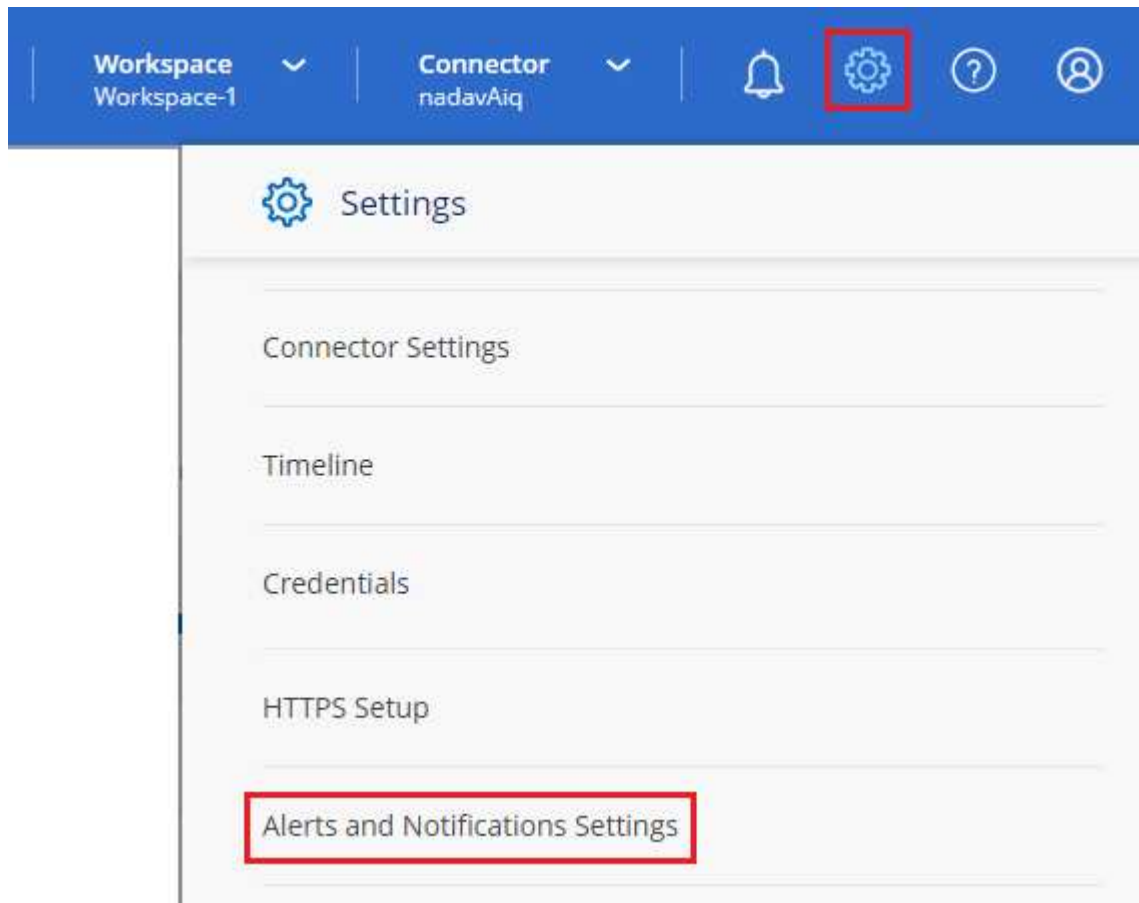 Workspace
Workspace-1
Connector
nadavAiq
Settings
Connector Settings
Timeline
Credentials
HTTPS Setup
Alerts and Notifications Settings